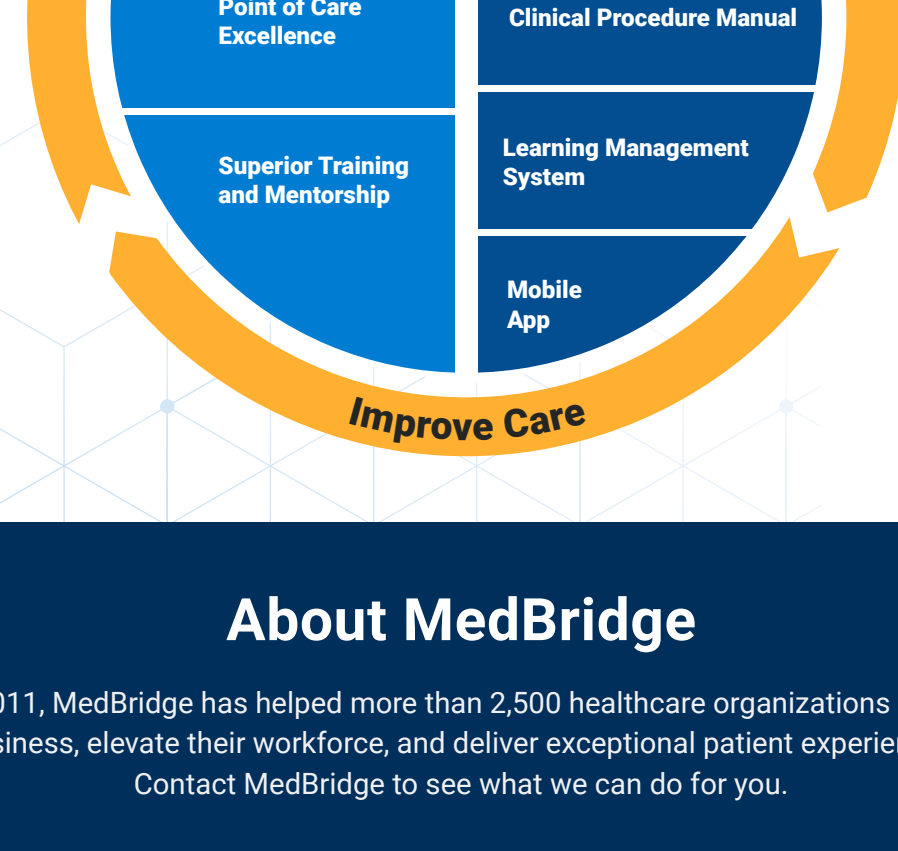 Point of Care
Excellence
Superior Training
and Mentorship
Clinical Procedure Manual
Learning Management
System
Mobile
App
Improve Care
About MedBridge
011, MedBridge has helped more than 2,500 healthcare organizations
siness, elevate their workforce, and deliver exceptional patient experien
Contact MedBridge to see what we can do for you.